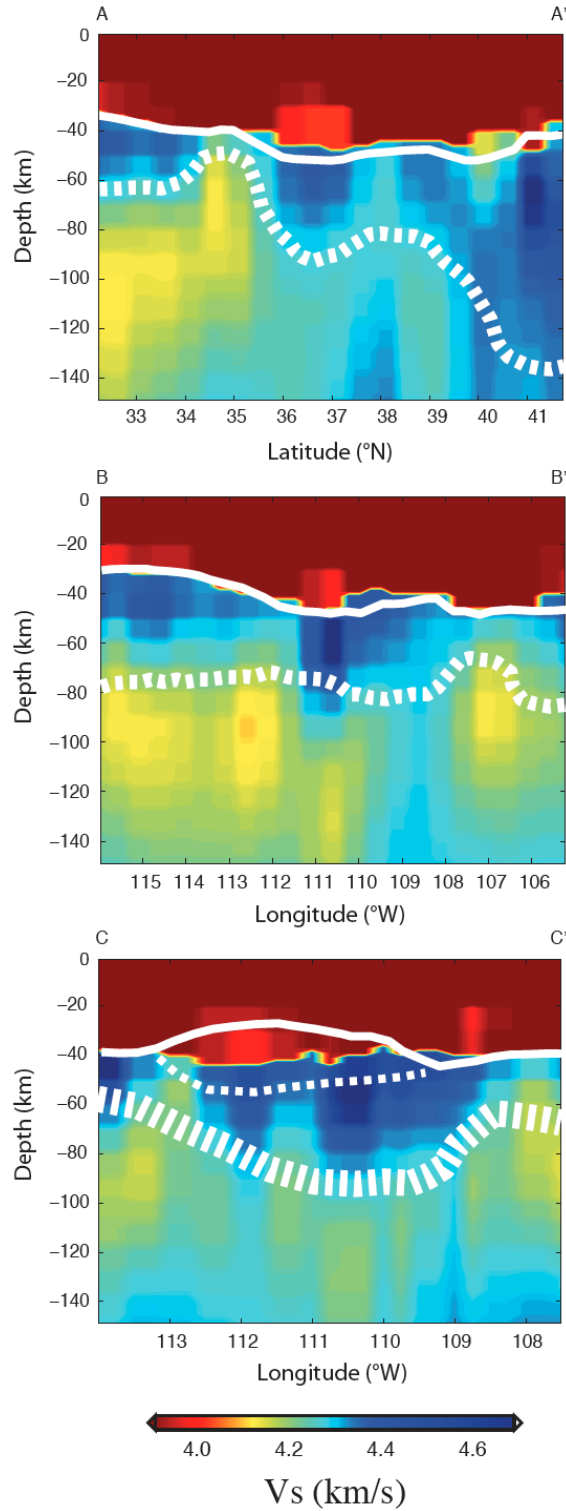 A A'
0
−20
−40
−60
−80
−100
−120
−140
Depth (km)
33 34 35 36 37 38 39 40 41
Latitude (°N)
B B'
0
−20
−40
−60
−80
−100
−120
−140
Depth (km)
115 114 113 112 111 110 109 108 107 106
Longitude (°W)
C C'
0
−20
−40
−60
−80
−100
−120
−140
Depth (km)
113 112 111 110 109 108
Longitude (°W)
4.0 4.2 4.4 4.6
Vs (km/s)